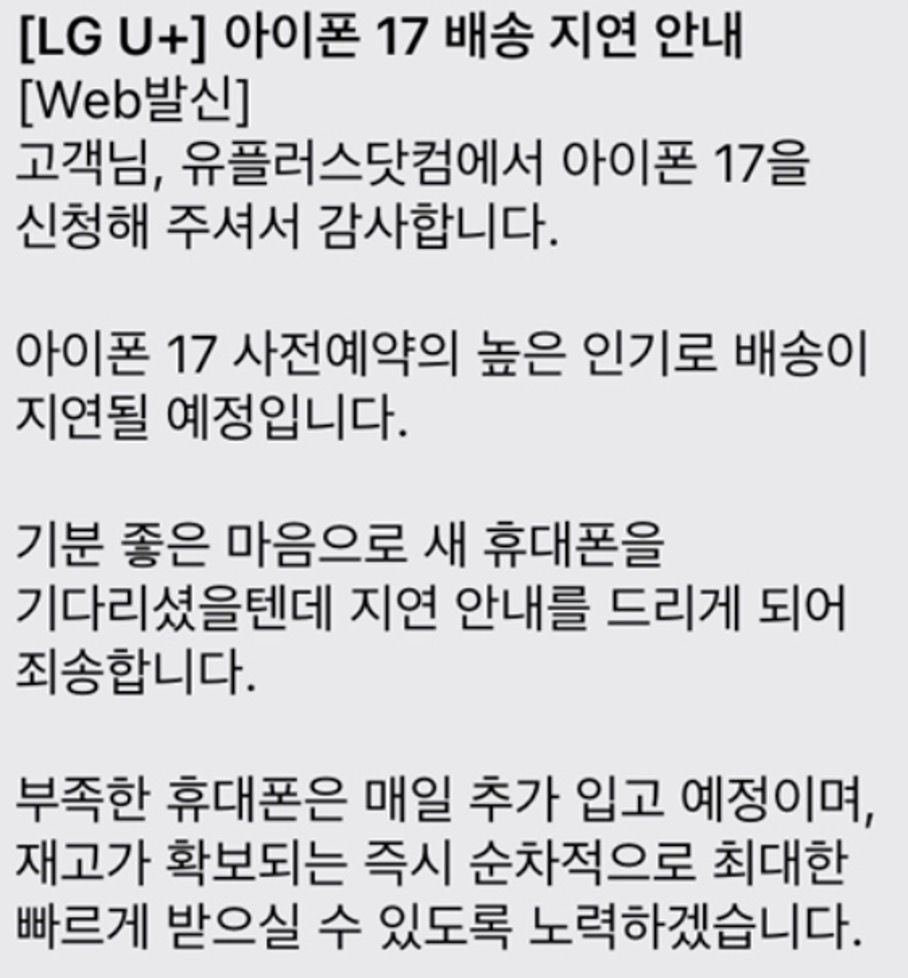 [LG U+] 아이폰 17 배송 지연 안내
[Web발신]
고객님, 유플러스닷컴에서 아이폰 17을
신청해 주셔서 감사합니다.
아이폰 17 사전예약의 높은 인기로 배송이
지연될 예정입니다.
기분 좋은 마음으로 새 휴대폰을
기다리셨을텐데 지연 안내를 드리게 되어
죄송합니다.
부족한 휴대폰은 매일 추가 입고 예정이며,
재고가 확보되는 즉시 순차적으로 최대한
빠르게 받으실 수 있도록 노력하겠습니다.